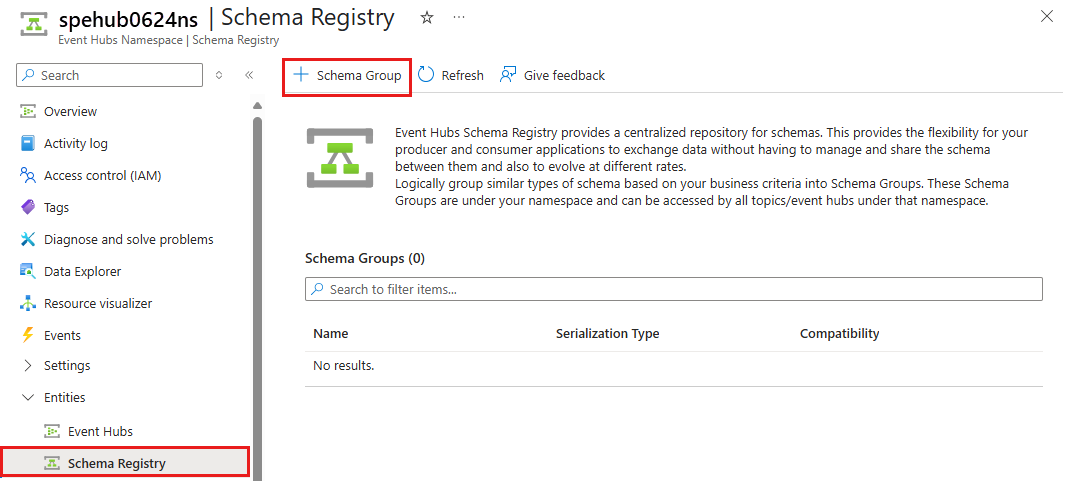 spehub0624ns | Schema Registry ☆ ...
Event Hubs Namespace | Schema Registry
Search
Overview
Activity log
Access control (IAM)
Tags
Diagnose and solve problems
Data Explorer
Resource visualizer
Events
Settings
Entities
Event Hubs
Schema Registry
+ Schema Group Refresh Give feedback
Event Hubs Schema Registry provides a centralized repository for schemas. This provides the flexibility for your
producer and consumer applications to exchange data without having to manage and share the schema
between them and also to evolve at different rates.
Logically group similar types of schema based on your business criteria into Schema Groups. These Schema
Groups are under your namespace and can be accessed by all topics/event hubs under that namespace.
Schema Groups (0)
Search to filter items...
Name Serialization Type Compatibility
No results.